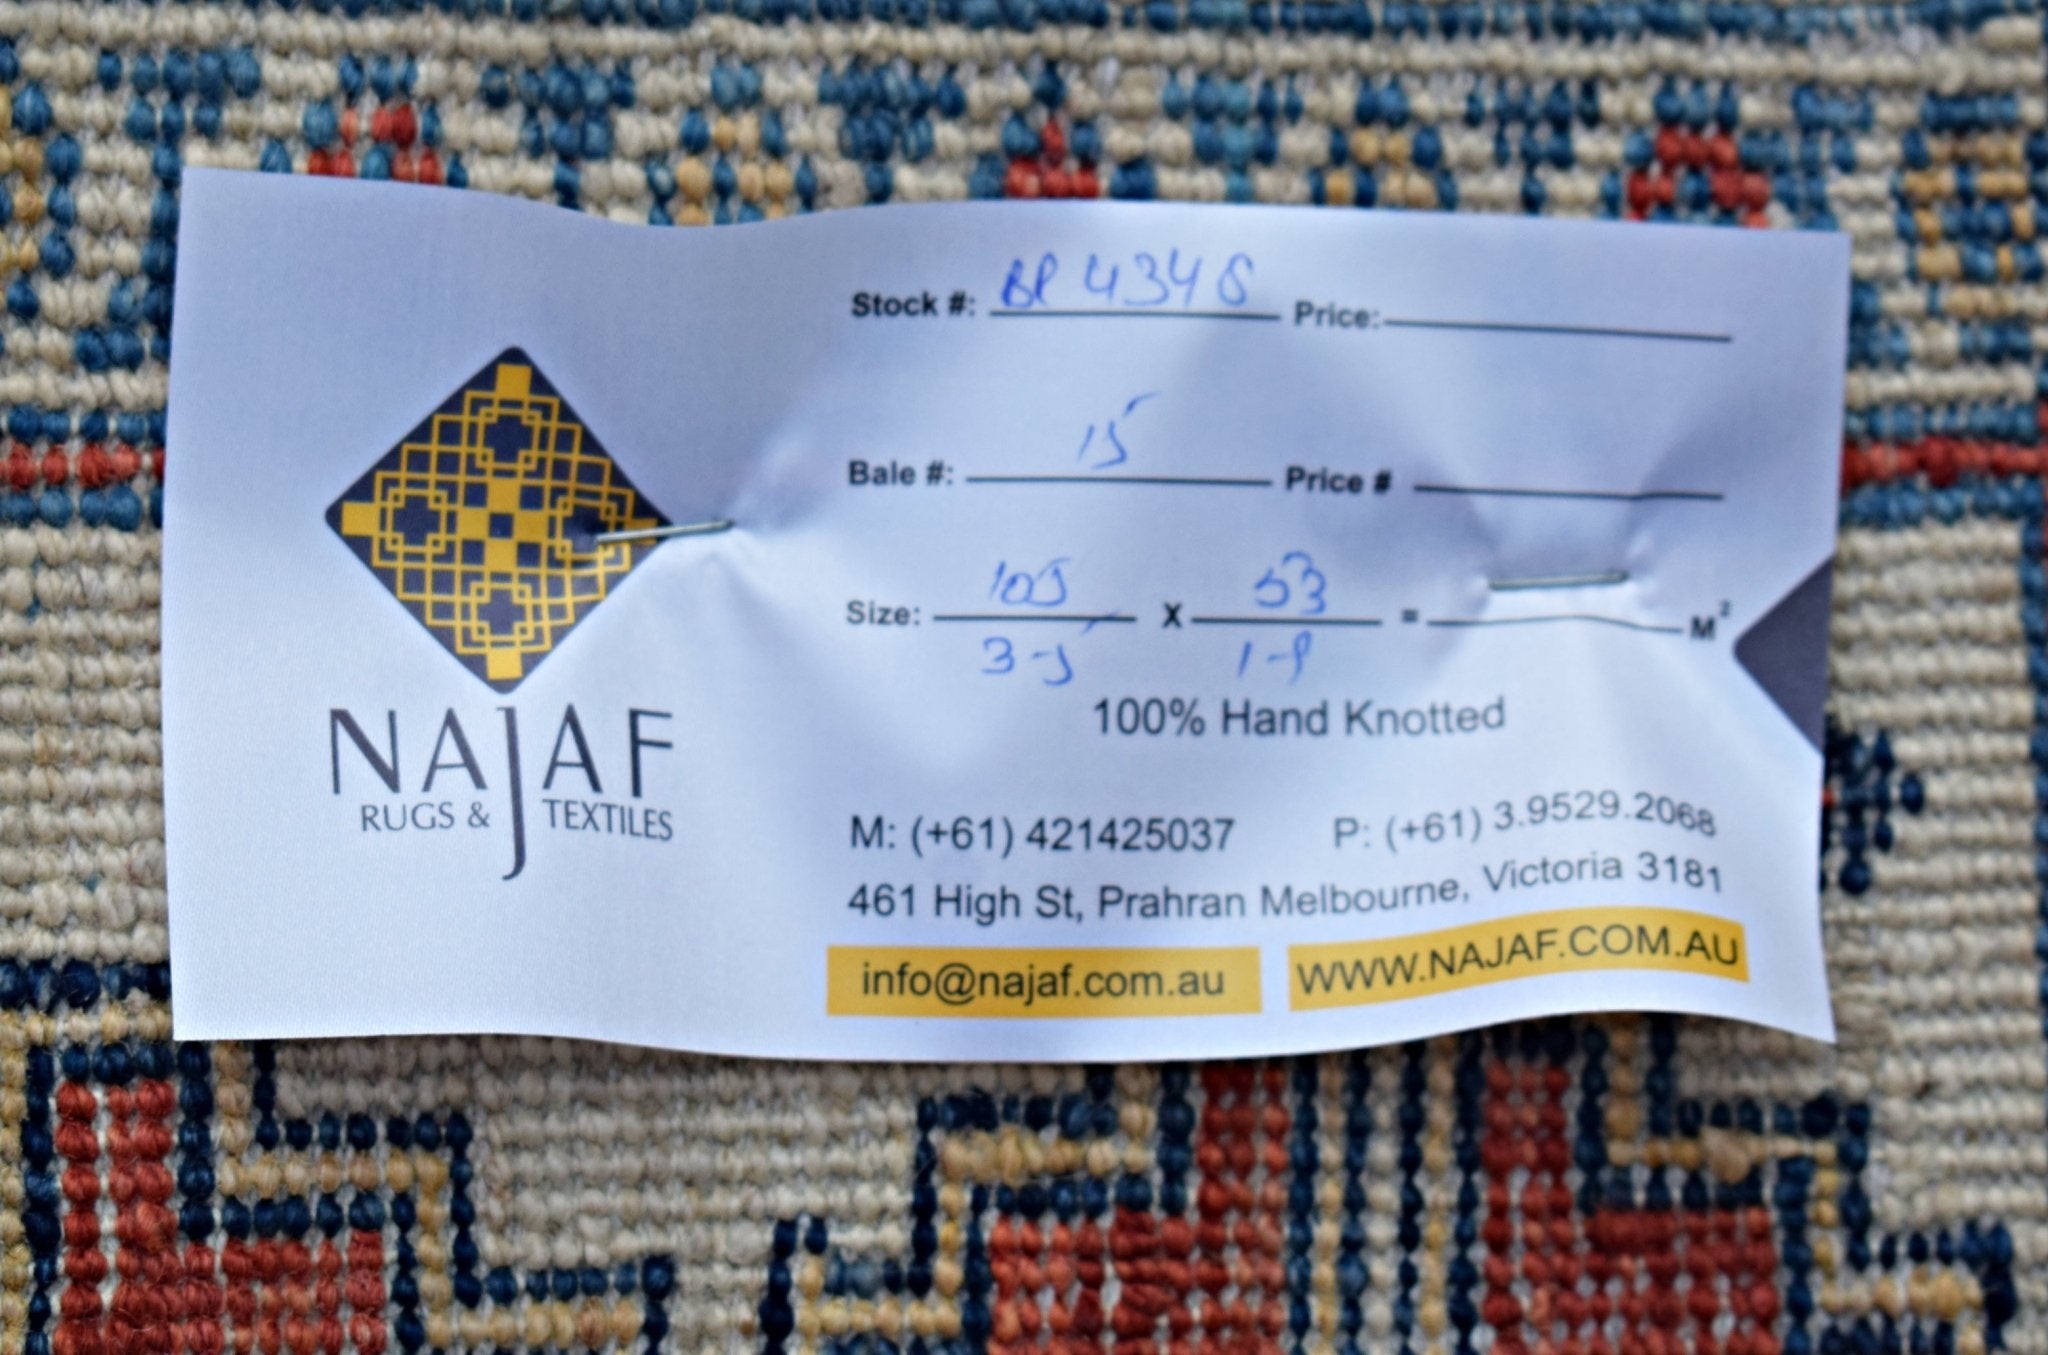 Stock #: BP 4348 Price:
Bale #: 15 Price #
Size: 105 X 53 = M²
3-5 1-9
100% Hand Knotted
NAJAF
RUGS & TEXTILES
M: (+61) 421425037 P: (+61) 3.9529.2068
461 High St, Prahran Melbourne, Victoria 3181
info@najaf.com.au WWW.NAJAF.COM.AU